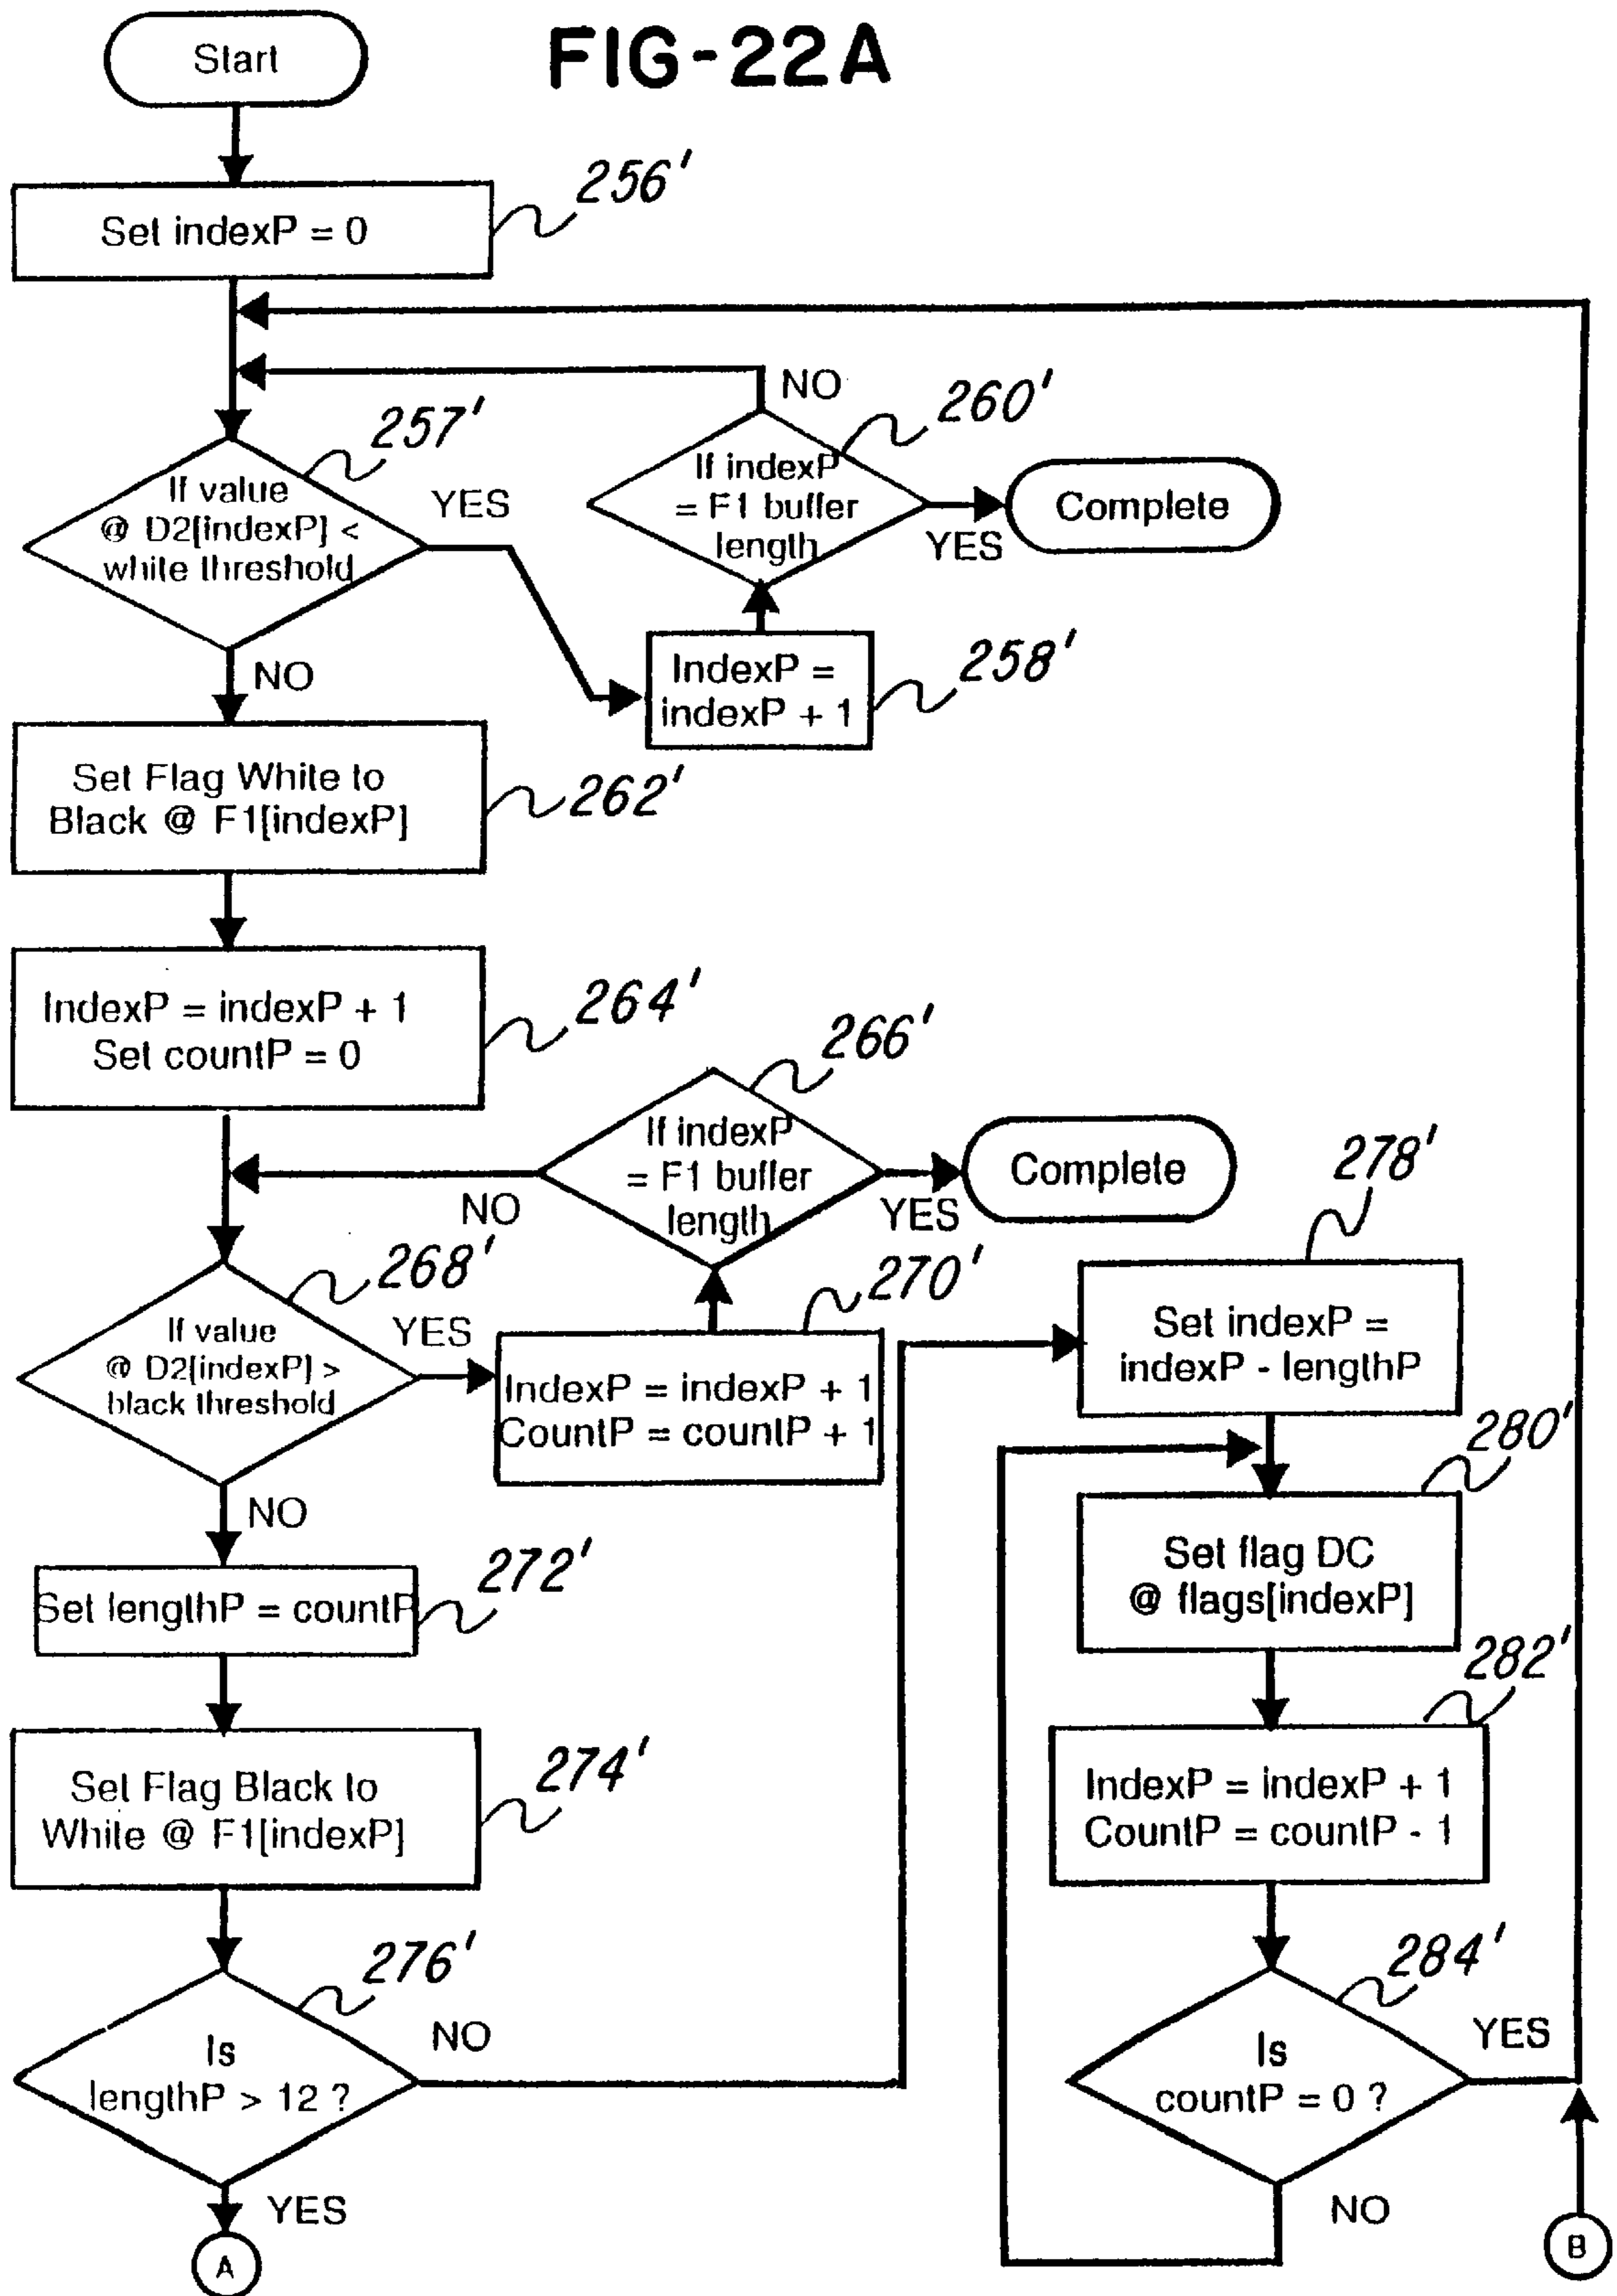 FIG-22A
Start
256'
Set indexP = 0
NO
260'
257'
If indexP
= F1 buffer
length
YES
Complete
If value
@ D2[indexP] <
white threshold
YES
NO
IndexP =
indexP + 1
258'
Set Flag White to
Black @ F1[indexP]
262'
IndexP = indexP + 1
Set countP = 0
264'
266'
If indexP
= F1 buffer
length
NO
YES
Complete
278'
268'
270'
If value
@ D2[indexP] >
black threshold
YES
NO
IndexP = indexP + 1
CountP = countP + 1
Set indexP =
indexP - lengthP
280'
Set lengthP = countP
272'
Set flag DC
@ flags[indexP]
282'
Set Flag Black to
White @ F1[indexP]
274'
IndexP = indexP + 1
CountP = countP - 1
276'
284'
Is
lengthP > 12 ?
NO
YES
Is
countP = 0 ?
YES
NO
A
B